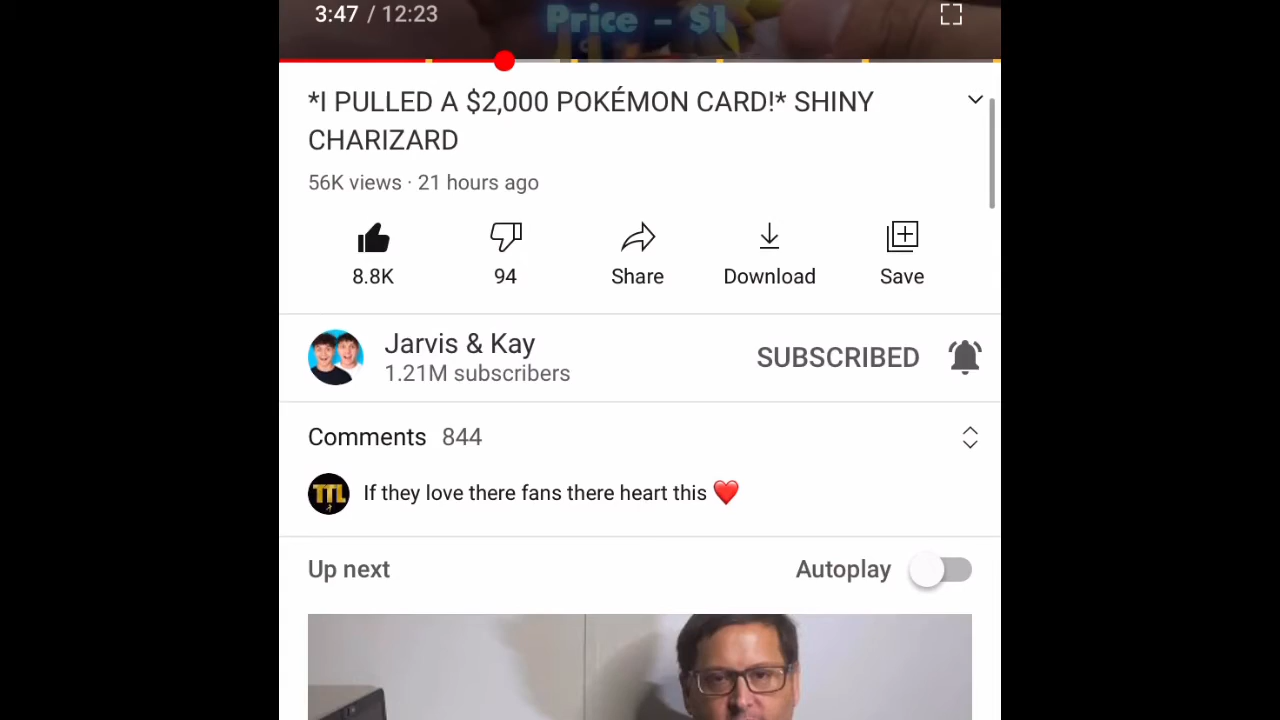 3:47 / 12:23
Price - $1
*I PULLED A $2,000 POKÉMON CARD!* SHINY
CHARIZARD
56K views · 21 hours ago
8.8K
94
Share
Download
Save
Jarvis & Kay
1.21M subscribers
SUBSCRIBED
Comments 844
TTL
If they love there fans there heart this ❤️
Up next
Autoplay